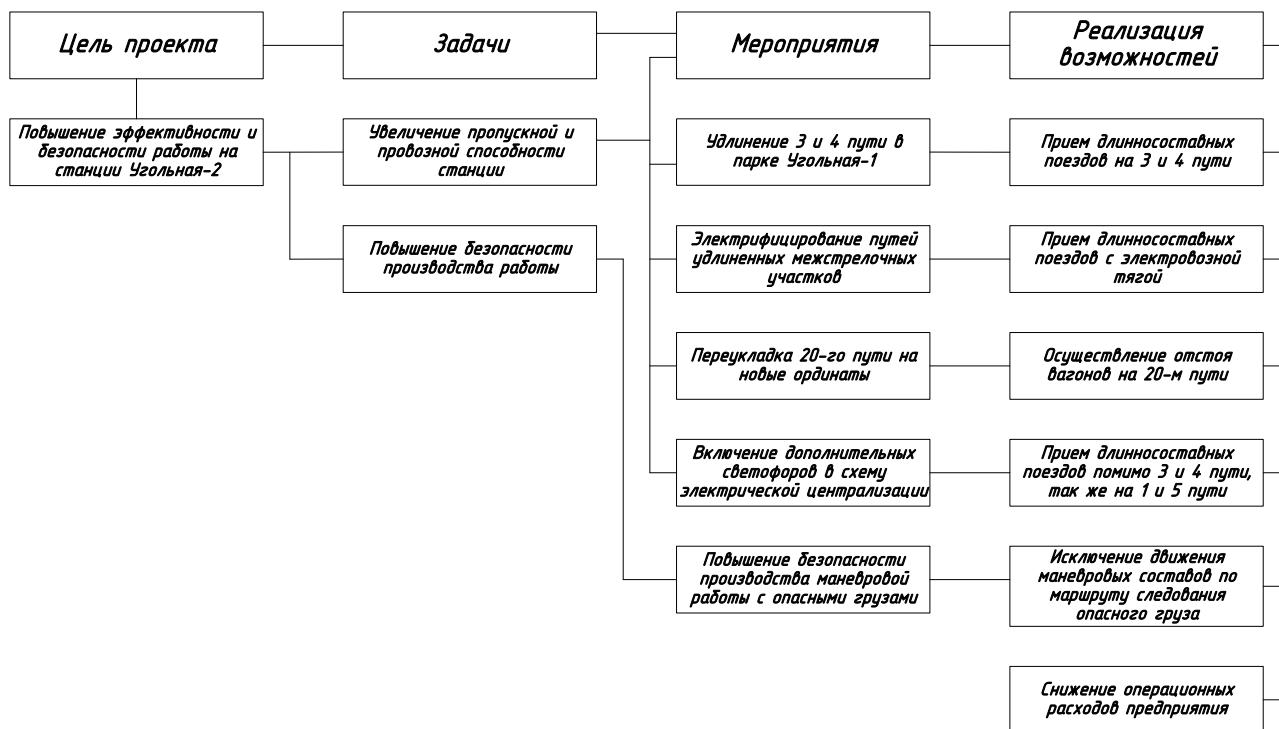 Цель проекта
Задачи
Мероприятия
Реализация
возможностей
Повышение эффективности и
безопасности работы на
станции Угольная-2
Увеличение пропускной и
провозной способности
станции
Удлинение 3 и 4 пути в
парке Угольная-1
Прием длинносоставных
поездов на 3 и 4 пути
Повышение безопасности
производства работы
Электрифицирование путей
удлиненных межстрелочных
участков
Прием длинносоставных
поездов с электровозной
тягой
Переукладка 20-го пути на
новые ординаты
Осуществление отстоя
вагонов на 20-м пути
Включение дополнительных
светофоров в схему
электрической централизации
Прием длинносоставных
поездов помимо 3 и 4 пути,
так же на 1 и 5 пути
Повышение безопасности
производства маневровой
работы с опасными грузами
Исключение движения
маневровых составов по
маршруту следования
опасного груза
Снижение операционных
расходов предприятия